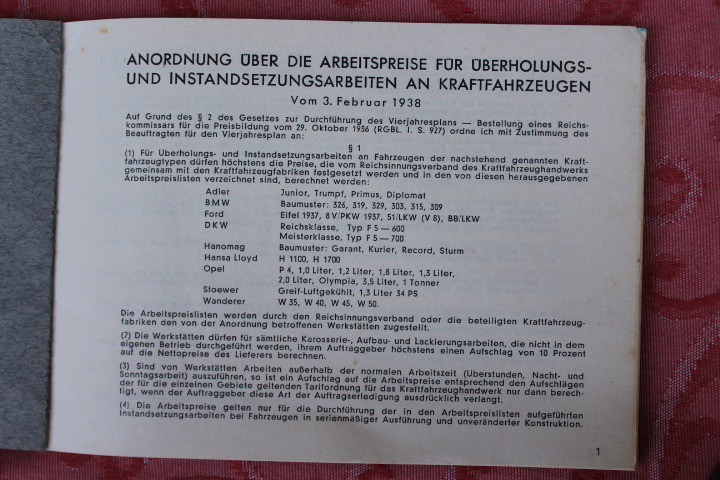 ANORDNUNG ÜBER DIE ARBEITSPREISE FÜR ÜBERHOLUNGS-
UND INSTANDSETZUNGSARBEITEN AN KRAFTFAHRZEUGEN
Vom 3. Februar 1938
Auf Grund des § 2 des Gesetzes zur Durchführung des Vierjahresplans — Bestellung eines Reichs-
kommissars für die Preisbildung vom 29. Oktober 1936 (RGBL. I. S. 927) ordne ich mit Zustimmung des
Beauftragten für den Vierjahresplan an:
§ 1
(1) Für Überholungs- und Instandsetzungsarbeiten an Fahrzeugen der nachstehend genannten Kraft-
fahrzeugtypen dürfen höchstens die Preise, die vom Reichsinnungsverband des Kraftfahrzeughandwerks
gemeinsam mit den Kraftfahrzeugfabriken festgesetzt werden und in den von diesen herausgegebenen
Arbeitspreislisten verzeichnet sind, berechnet werden:
Adler Junior, Trumpf, Primus, Diplomat
BMW Baumuster: 326, 319, 329, 303, 315, 309
Ford Eifel 1937, 8 V/PKW 1937, 51/LKW (V 8), BB/LKW
DKW Reichsklasse, Typ F 5 — 600
Meisterklasse, Typ F 5 — 700
Hanomag Baumuster: Garant, Kurier, Record, Sturm
Hansa Lloyd H 1100, H 1700
Opel P 4, 1,0 Liter, 1,2 Liter, 1,8 Liter, 1,3 Liter,
2,0 Liter, Olympia, 3,5 Liter, 1 Tonner
Stoewer Greif-Luftgekühlt, 1,3 Liter 34 PS
Wanderer W 35, W 40, W 45, W 50.
Die Arbeitspreislisten werden durch den Reichsinnungsverband oder die beteiligten Kraftfahrzeug-
fabriken den von der Anordnung betroffenen Werkstätten zugestellt.
(2) Die Werkstätten dürfen für sämtliche Karosserie-, Aufbau- und Lackierungsarbeiten, die nicht in dem
eigenen Betrieb durchgeführt werden, ihrem Auftraggeber höchstens einen Aufschlag von 10 Prozent
auf die Nettopreise des Lieferers berechnen.
(3) Sind von Werkstätten Arbeiten außerhalb der normalen Arbeitszeit (Überstunden, Nacht- und
Sonntagsarbeit) auszuführen, so ist ein Aufschlag auf die Arbeitspreise entsprechend den Aufschlägen
der für die einzelnen Gebiete geltenden Tarifordnung für das Kraftfahrzeughandwerk nur dann berech-
tigt, wenn der Auftraggeber diese Art der Auftragserledigung ausdrücklich verlangt.
(4) Die Arbeitspreise gelten nur für die Durchführung der in den Arbeitspreislisten aufgeführten
Instandsetzungsarbeiten bei Fahrzeugen in serienmäßiger Ausführung und unveränderter Konstruktion.
1